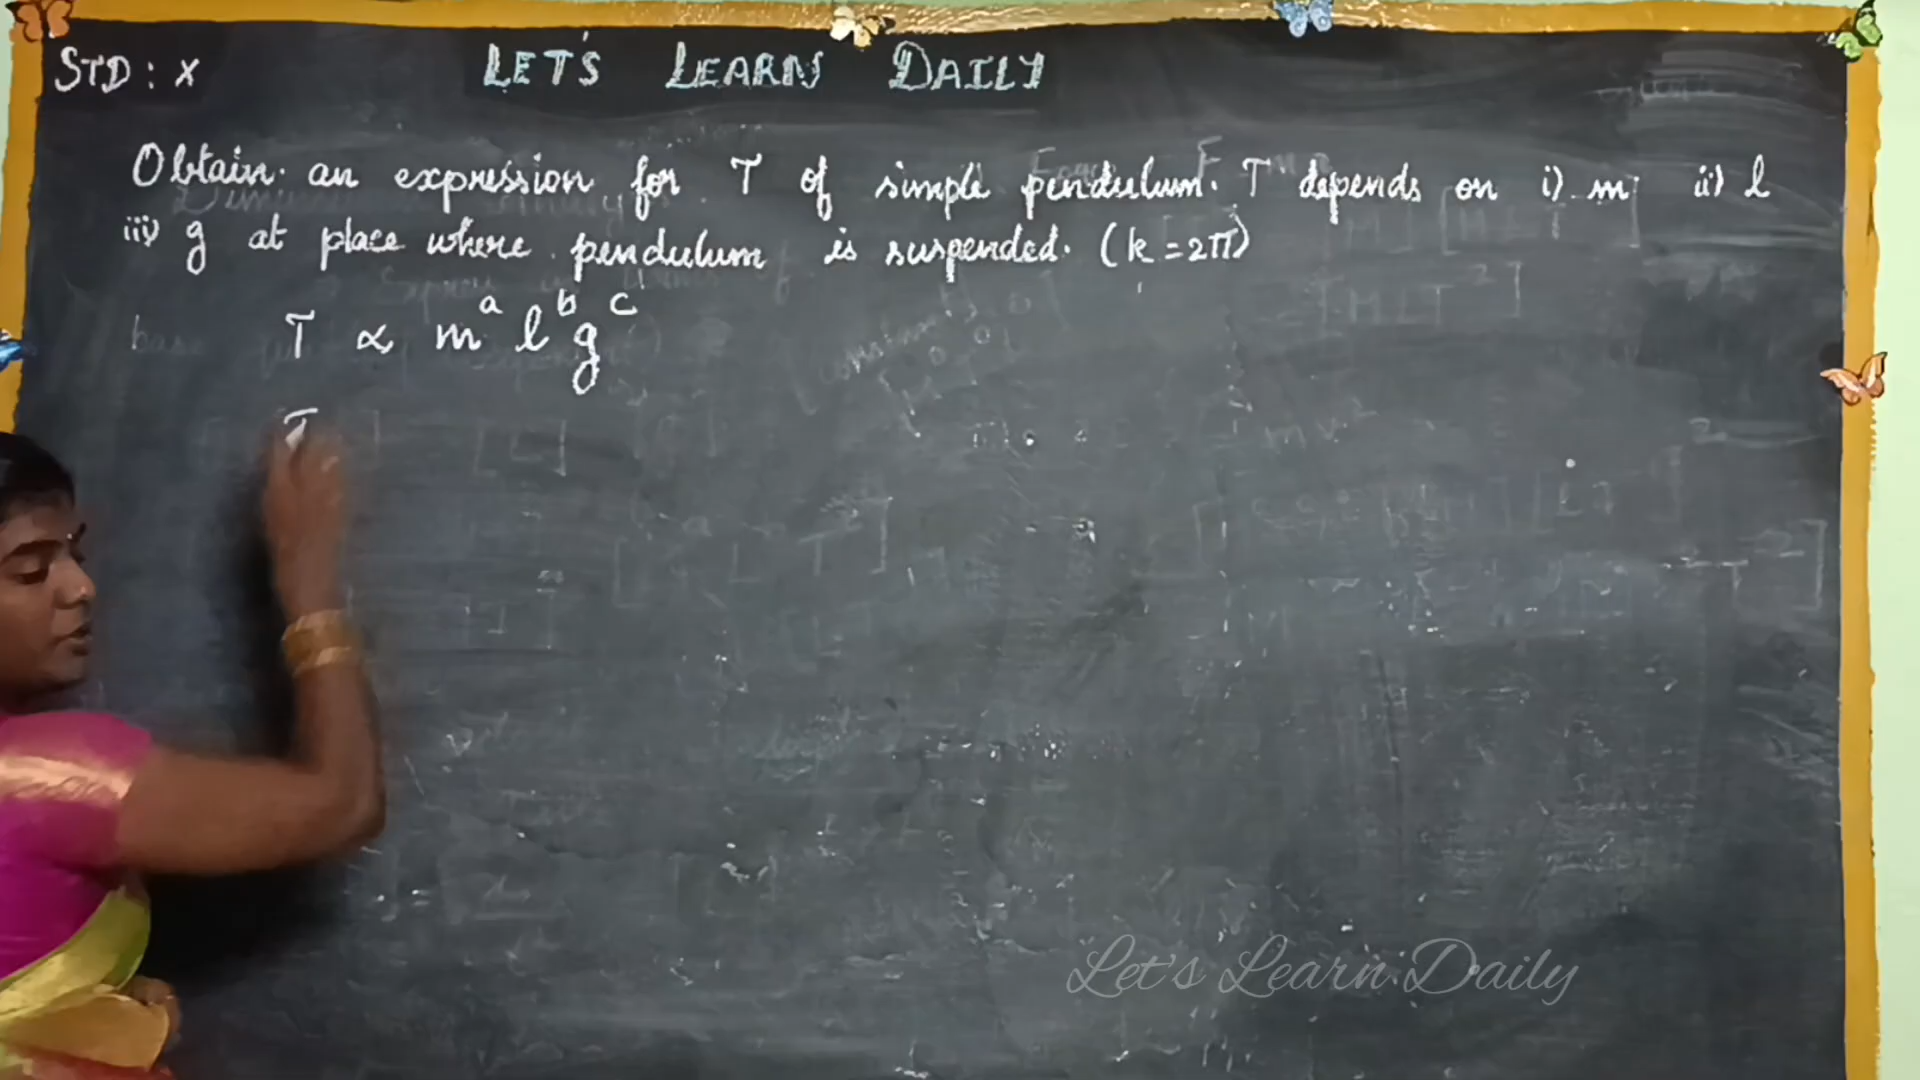 STD : X
LET'S LEARN DAILY
Obtain an expression for T of simple pendulum. T depends on i) m ii) l
iii) g at place where pendulum is suspended. (k = 2π)
T ∝ m^a l^b g^c
T
Let's Learn Daily